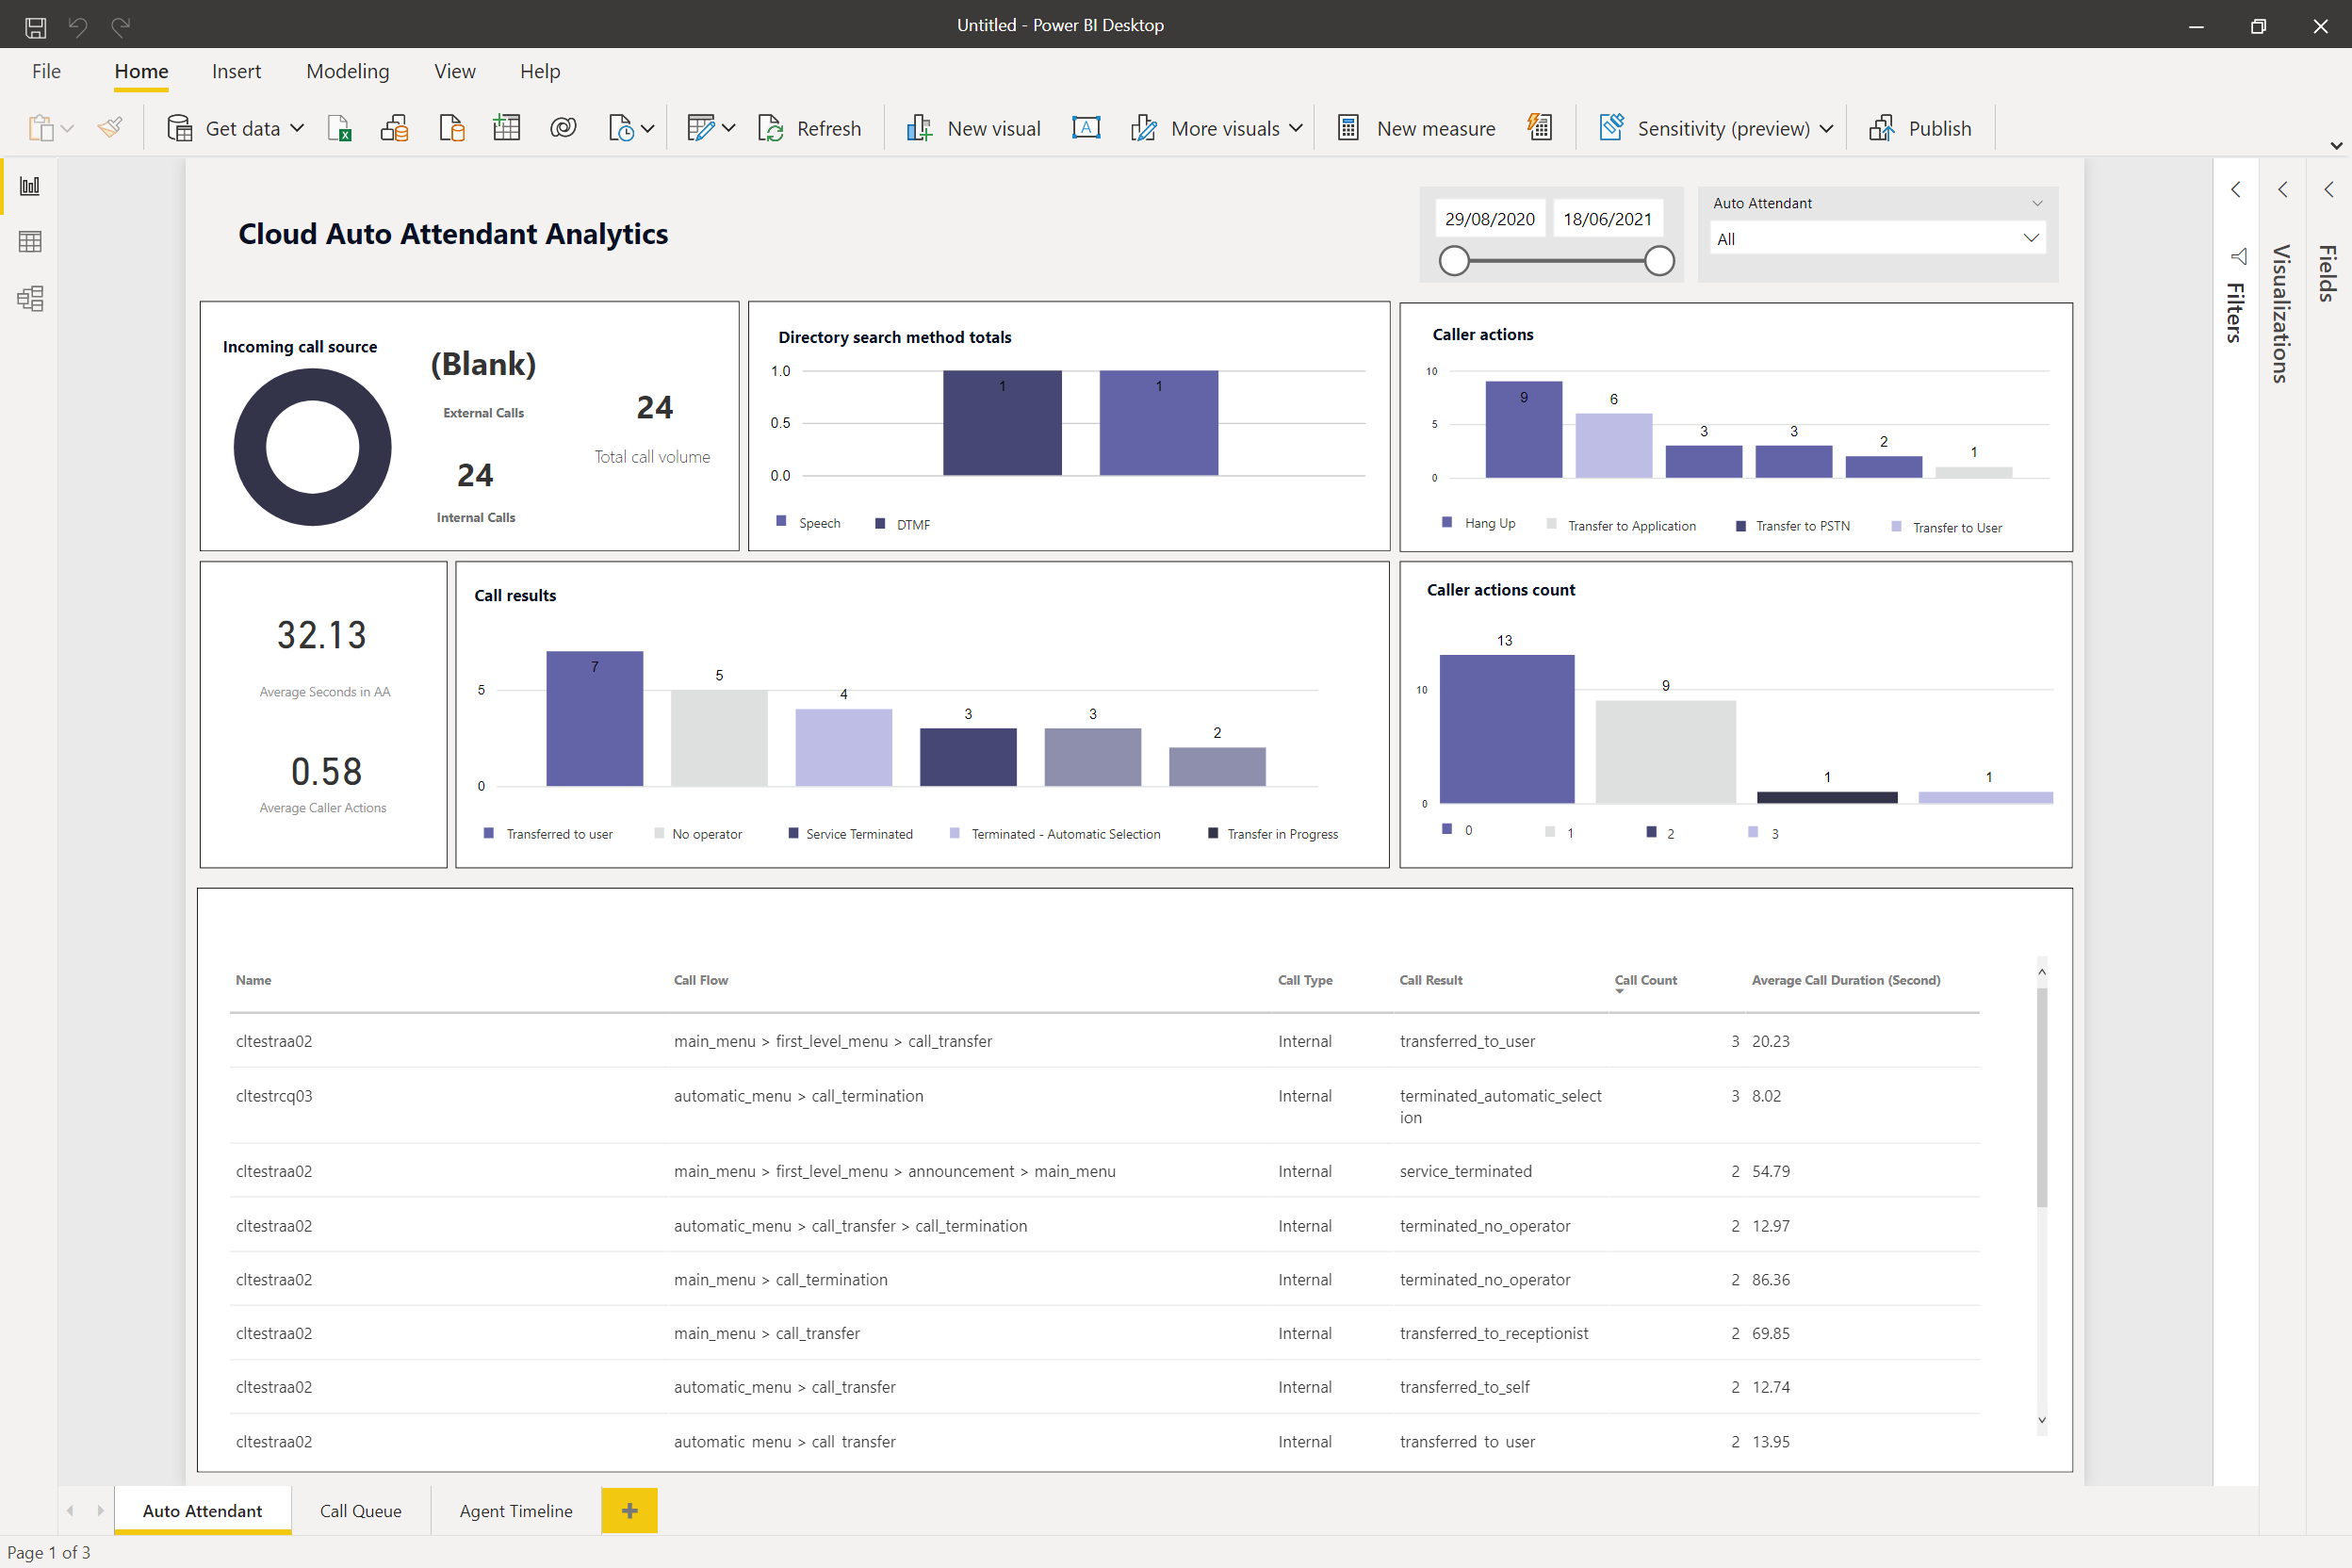 Untitled - Power BI Desktop
File Home Insert Modeling View Help
Get data Refresh New visual More visuals New measure Sensitivity (preview) Publish
Cloud Auto Attendant Analytics
29/08/2020 18/06/2021
Auto Attendant
All
Filters
Visualizations
Fields
Incoming call source
(Blank)
External Calls
24
Internal Calls
24
Total call volume
Directory search method totals
1.0
0.5
0.0
1 1
Speech DTMF
Caller actions
10
5
0
9 6 3 3 2 1
Hang Up Transfer to Application Transfer to PSTN Transfer to User
32.13
Average Seconds in AA
0.58
Average Caller Actions
Call results
5
0
7 5 4 3 3 2
Transferred to user No operator Service Terminated Terminated - Automatic Selection Transfer in Progress
Caller actions count
10
0
13 9 1 1
0 1 2 3
Name Call Flow Call Type Call Result Call Count Average Call Duration (Second)
cltestraa02 main_menu > first_level_menu > call_transfer Internal transferred_to_user 3 20.23
cltestrcq03 automatic_menu > call_termination Internal terminated_automatic_select 3 8.02
ion
cltestraa02 main_menu > first_level_menu > announcement > main_menu Internal service_terminated 2 54.79
cltestraa02 automatic_menu > call_transfer > call_termination Internal terminated_no_operator 2 12.97
cltestraa02 main_menu > call_termination Internal terminated_no_operator 2 86.36
cltestraa02 main_menu > call_transfer Internal transferred_to_receptionist 2 69.85
cltestraa02 automatic_menu > call_transfer Internal transferred_to_self 2 12.74
cltestraa02 automatic_menu > call_transfer Internal transferred_to_user 2 13.95
Auto Attendant Call Queue Agent Timeline
Page 1 of 3